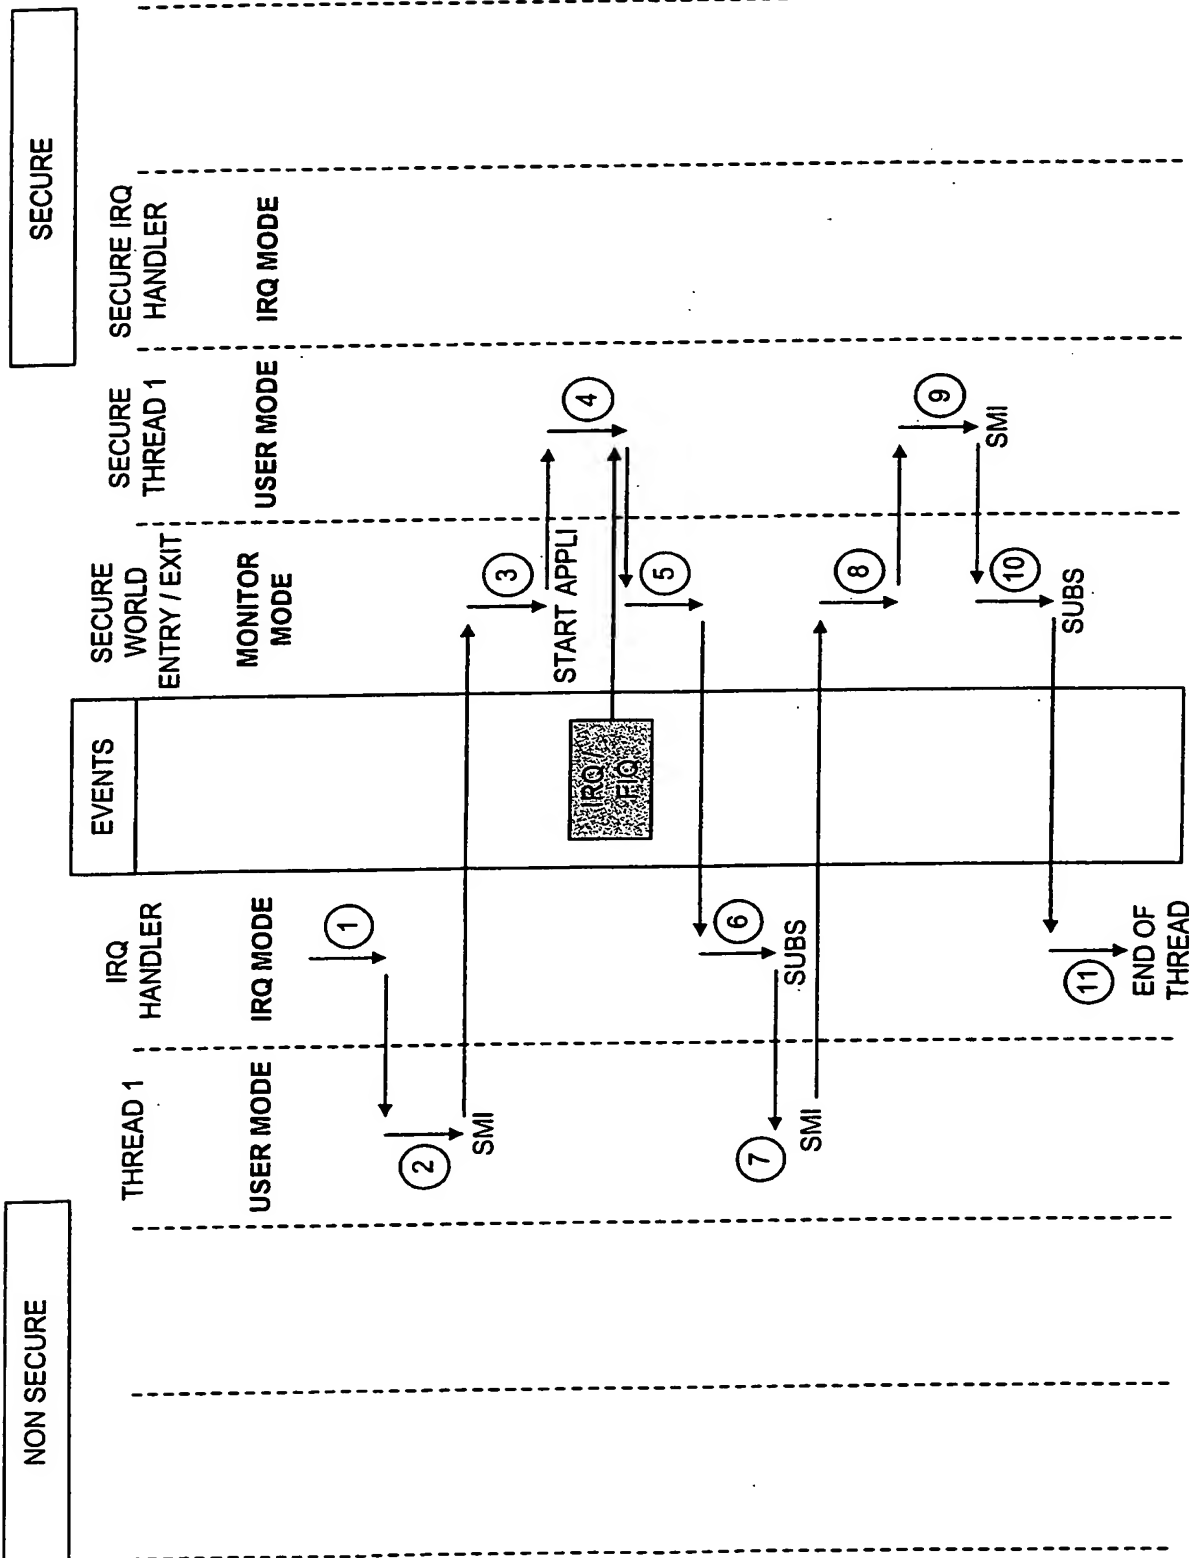 NON SECURE
SECURE
EVENTS
THREAD 1
IRQ
HANDLER
SECURE
WORLD
ENTRY / EXIT
SECURE
THREAD 1
SECURE IRQ
HANDLER
USER MODE
IRQ MODE
MONITOR
MODE
USER MODE
IRQ MODE
1
2
SMI
3
START APPLI
4
IRQ /
FIQ
5
6
SUBS
7
SMI
8
9
SMI
10
SUBS
11
END OF
THREAD